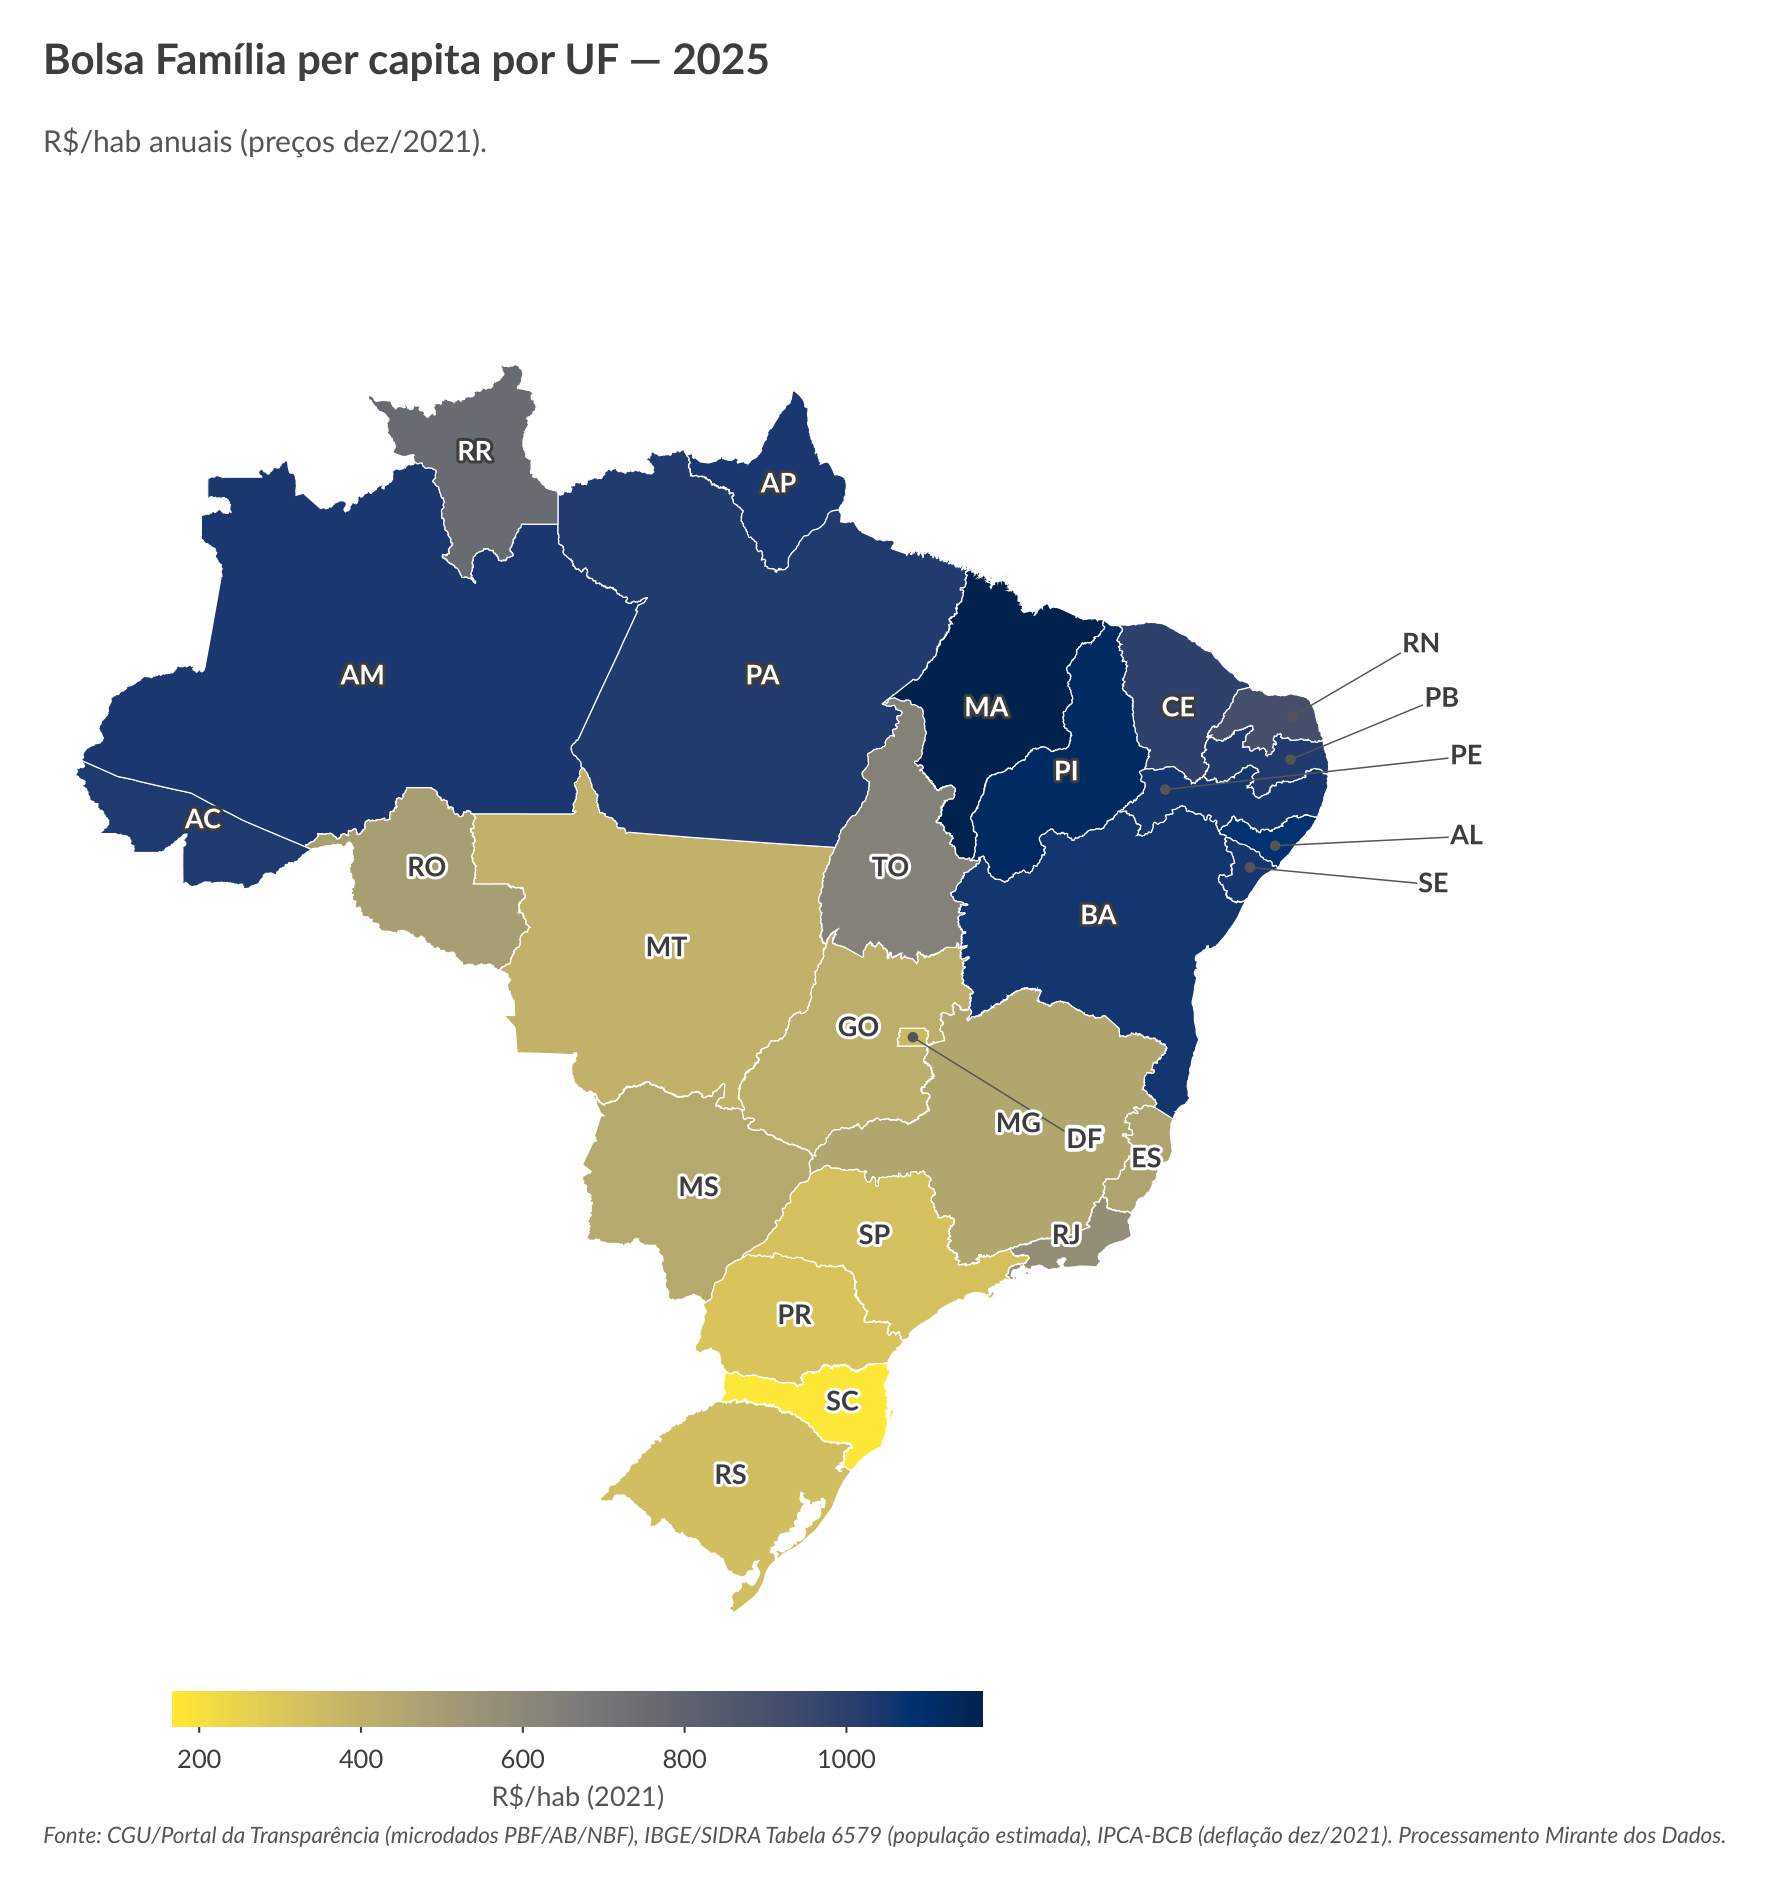 Bolsa Família per capita por UF — 2025
R$/hab anuais (preços dez/2021).
RR
AP
RN
AM
PA
MA
CE
PB
PE
PI
AC
AL
RO
TO
SE
BA
MT
GO
MG
DF
ES
MS
SP
RJ
PR
SC
RS
200 400 600 800 1000
R$/hab (2021)
Fonte: CGU/Portal da Transparência (microdados PBF/AB/NBF), IBGE/SIDRA Tabela 6579 (população estimada), IPCA-BCB (deflação dez/2021). Processamento Mirante dos Dados.